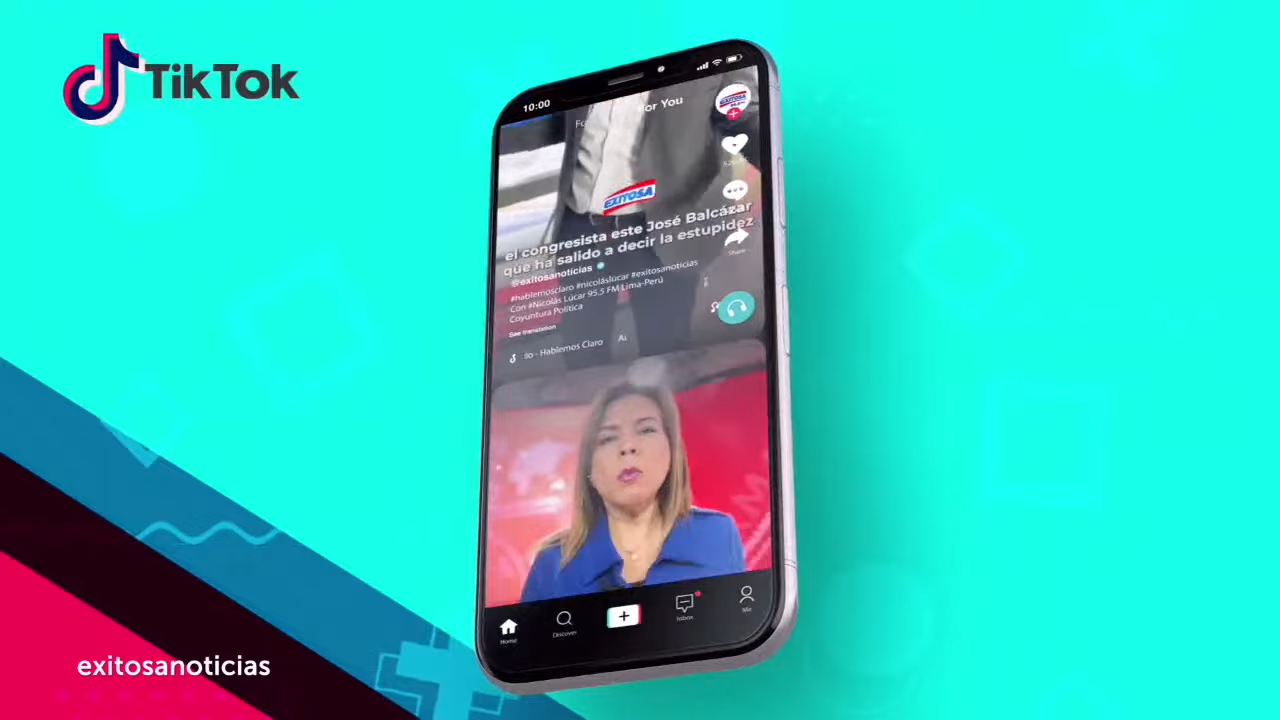 TikTok
10:00
For You
EXITOSA
EXITOSA
el congresista este José Balcázar
que ha salido a decir la estupidez
@exitosanoticias
Share
#hablemosclaro #nicoláslúcar #exitosanoticias
Con #Nicolás Lúcar 95.5 FM Lima-Perú
Coyuntura Política
See translation
- Hablemos Claro
Home
Discover
Inbox
Me
exitosanoticias